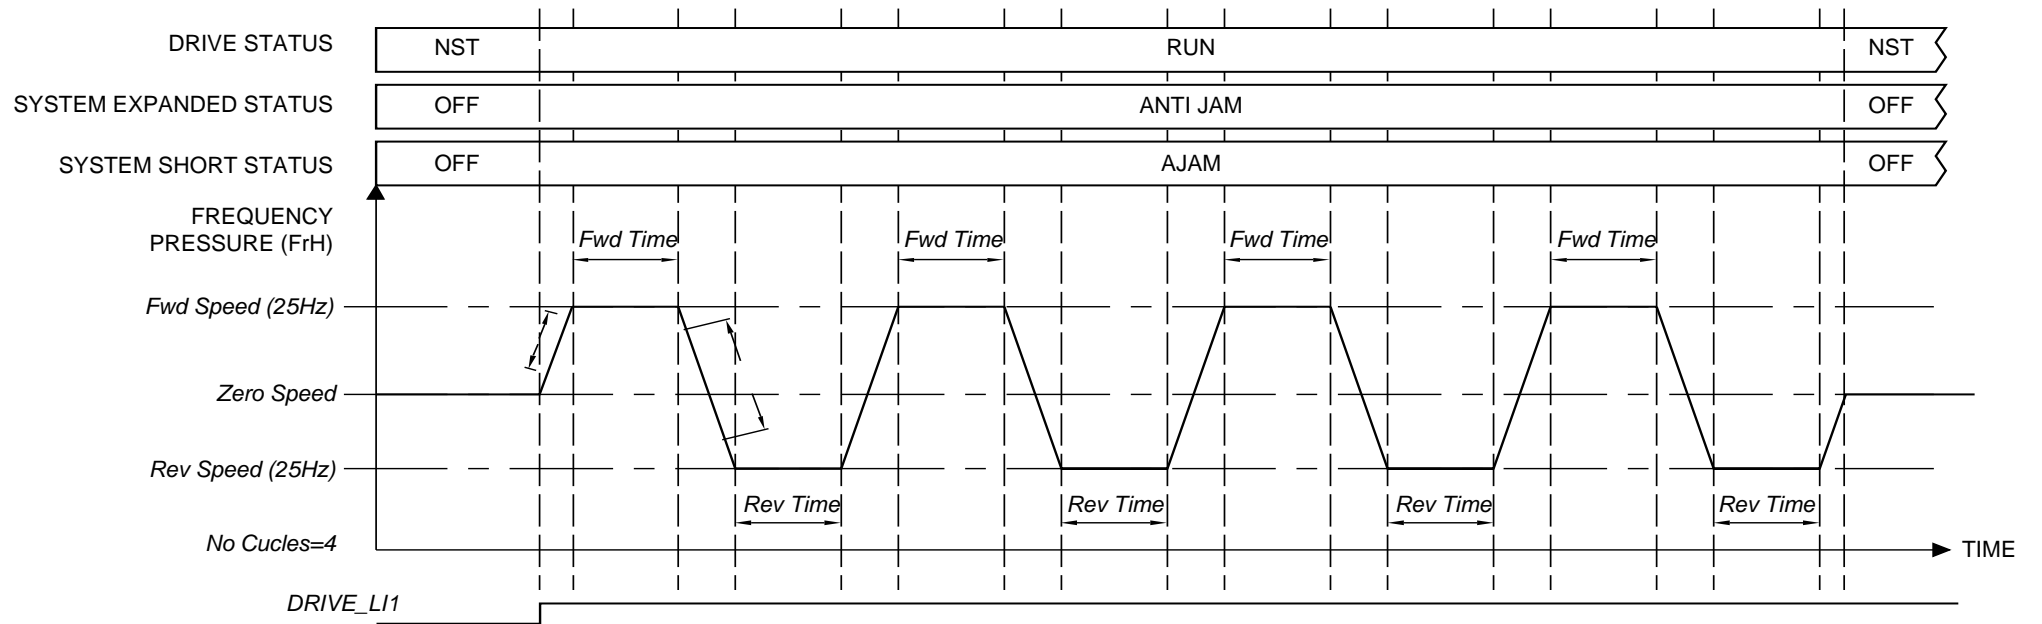 DRIVE STATUS NST RUN NST
SYSTEM EXPANDED STATUS OFF ANTI JAM OFF
SYSTEM SHORT STATUS OFF AJAM OFF
FREQUENCY
PRESSURE (FrH)
Fwd Time Fwd Time Fwd Time Fwd Time
Fwd Speed (25Hz)
Zero Speed
Rev Speed (25Hz)
Rev Time Rev Time Rev Time Rev Time
No Cucles=4
TIME
DRIVE_LI1